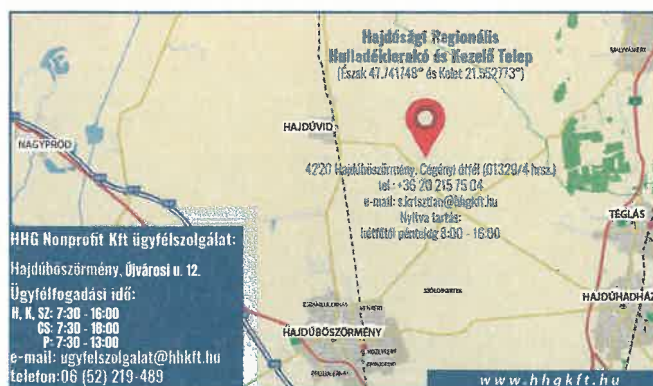 Hajdúsági Regionális
Hulladéklerakó és Kezelő Telep
(Észak 47.741748° és Kelet 21.552773°)
BALMAZÚJ
HAJDÚVID
NAGYPRÓD
4220 Hajdúböszörmény, Cégényi útfél (01329/4 hrsz.)
tel: +36 20 215 75 04
e-mail: s.krisztian@hhgkft.hu
Nyitva tartás:
hétfőtől péntekig 8:00 - 16:00
TÉGLÁS
HHG Nonprofit Kft ügyfélszolgálat:
Hajdúböszörmény, Újvárosi u. 12.
Ügyfélfogadási idő:
H, K, SZ: 7:30 - 16:00
CS: 7:30 - 18:00
P: 7:30 - 13:00
e-mail: ugyfelszolgalat@hhkft.hu
telefon:06 (52) 219-489
HAJDÚHADHÁZ
HAJDÚBÖSZÖRMÉNY
www.hhgkft.hu